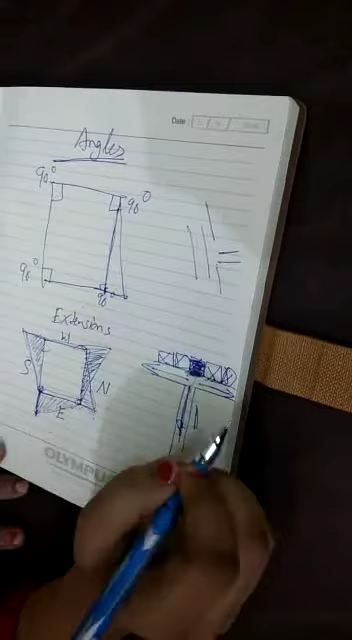 Date:
Angles
90°
90°
90°
90
Extensions
W
S
N
E
OLYMPUS